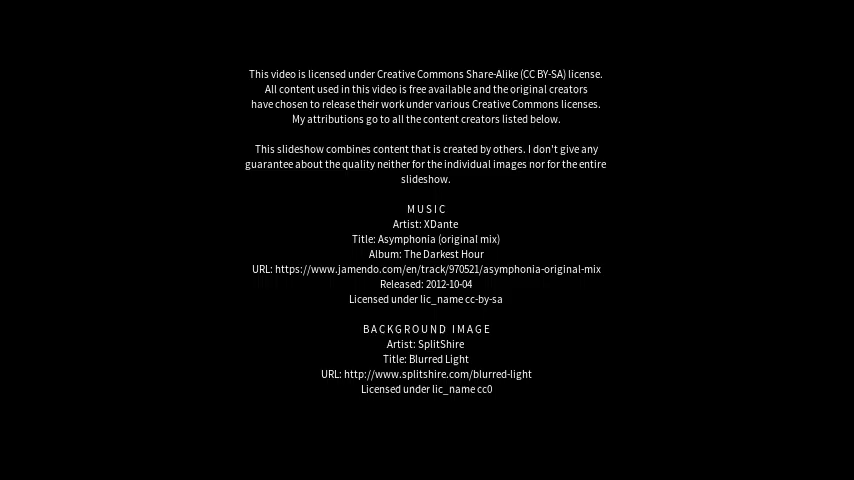 This video is licensed under Creative Commons Share-Alike (CC BY-SA) license.
All content used in this video is free available and the original creators
have chosen to release their work under various Creative Commons licenses.
My attributions go to all the content creators listed below.
This slideshow combines content that is created by others. I don't give any
guarantee about the quality neither for the individual images nor for the entire
slideshow.
MUSIC
Artist: XDante
Title: Asymphonia (original mix)
Album: The Darkest Hour
URL: https://www.jamendo.com/en/track/970521/asymphonia-original-mix
Released: 2012-10-04
Licensed under lic_name cc-by-sa
BACKGROUND IMAGE
Artist: SplitShire
Title: Blurred Light
URL: http://www.splitshire.com/blurred-light
Licensed under lic_name cc0